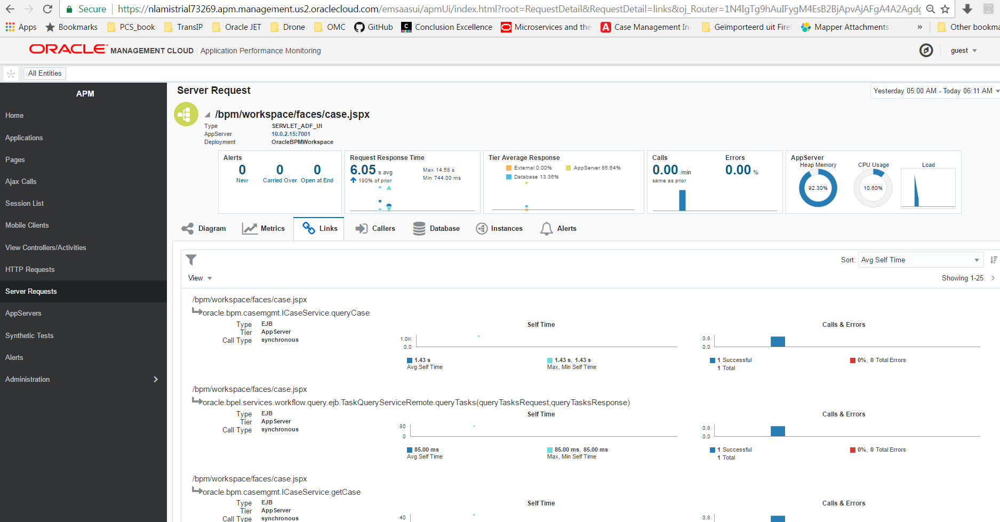 Secure https://nlamistrial73269.apm.management.us2.oraclecloud.com/emsaasui/apmUi/index.html?root=RequestDetail&RequestDetail=links&oj_Router=
Apps Bookmarks PCS_book TransIP Oracle JET Drone OMC GitHub Conclusion Excellence Microservices and the Case Management In Geïmporteerd uit Firef Mapper Attachments » Other bookma
ORACLE MANAGEMENT CLOUD Application Performance Monitoring guest
All Entities
APM
Home
Applications
Pages
Ajax Calls
Session List
Mobile Clients
View Controllers/Activities
HTTP Requests
Server Requests
AppServers
Synthetic Tests
Alerts
Administration
Server Request
Yesterday 05:00 AM - Today 06:11 AM
/bpm/workspace/faces/case.jspx
Type SERVLET_ADF_UI
AppServer 10.0.2.15:7001
Deployment OracleBPMWorkspace
Alerts
0 0 0
New Carried Over Open at End
Request Response Time
6.05 s avg
190% of prior
Max 14.58 s
Min 744.00 ms
Tier Average Response
External 0.00% AppServer 86.64%
Database 13.36%
Calls Errors
0.00 /min 0.00 %
same as prior
AppServer
Heap Memory CPU Usage Load
92.30% 10.60%
Diagram Metrics Links Callers Database Instances Alerts
Sort: Avg Self Time
View
Showing 1-25
/bpm/workspace/faces/case.jspx
oracle.bpm.casemgmt.ICaseService.queryCase
Type EJB
Tier AppServer
Call Type synchronous
Self Time
1.0K
0.0
1.43 s
Avg Self Time
1.43 s, 1.43 s
Max, Min Self Time
Calls & Errors
0.8
0.0
1 Successful
1 Total
0%, 0 Total Errors
/bpm/workspace/faces/case.jspx
oracle.bpel.services.workflow.query.ejb.TaskQueryServiceRemote.queryTasks(queryTasksRequest,queryTasksResponse)
Type EJB
Tier AppServer
Call Type synchronous
Self Time
80
0
85.00 ms
Avg Self Time
85.00 ms, 85.00 ms
Max, Min Self Time
Calls & Errors
0.8
0.0
1 Successful
1 Total
0%, 0 Total Errors
/bpm/workspace/faces/case.jspx
oracle.bpm.casemgmt.ICaseService.getCase
Type EJB
Tier AppServer
Call Type synchronous
Self Time
40
Calls & Errors
0.8